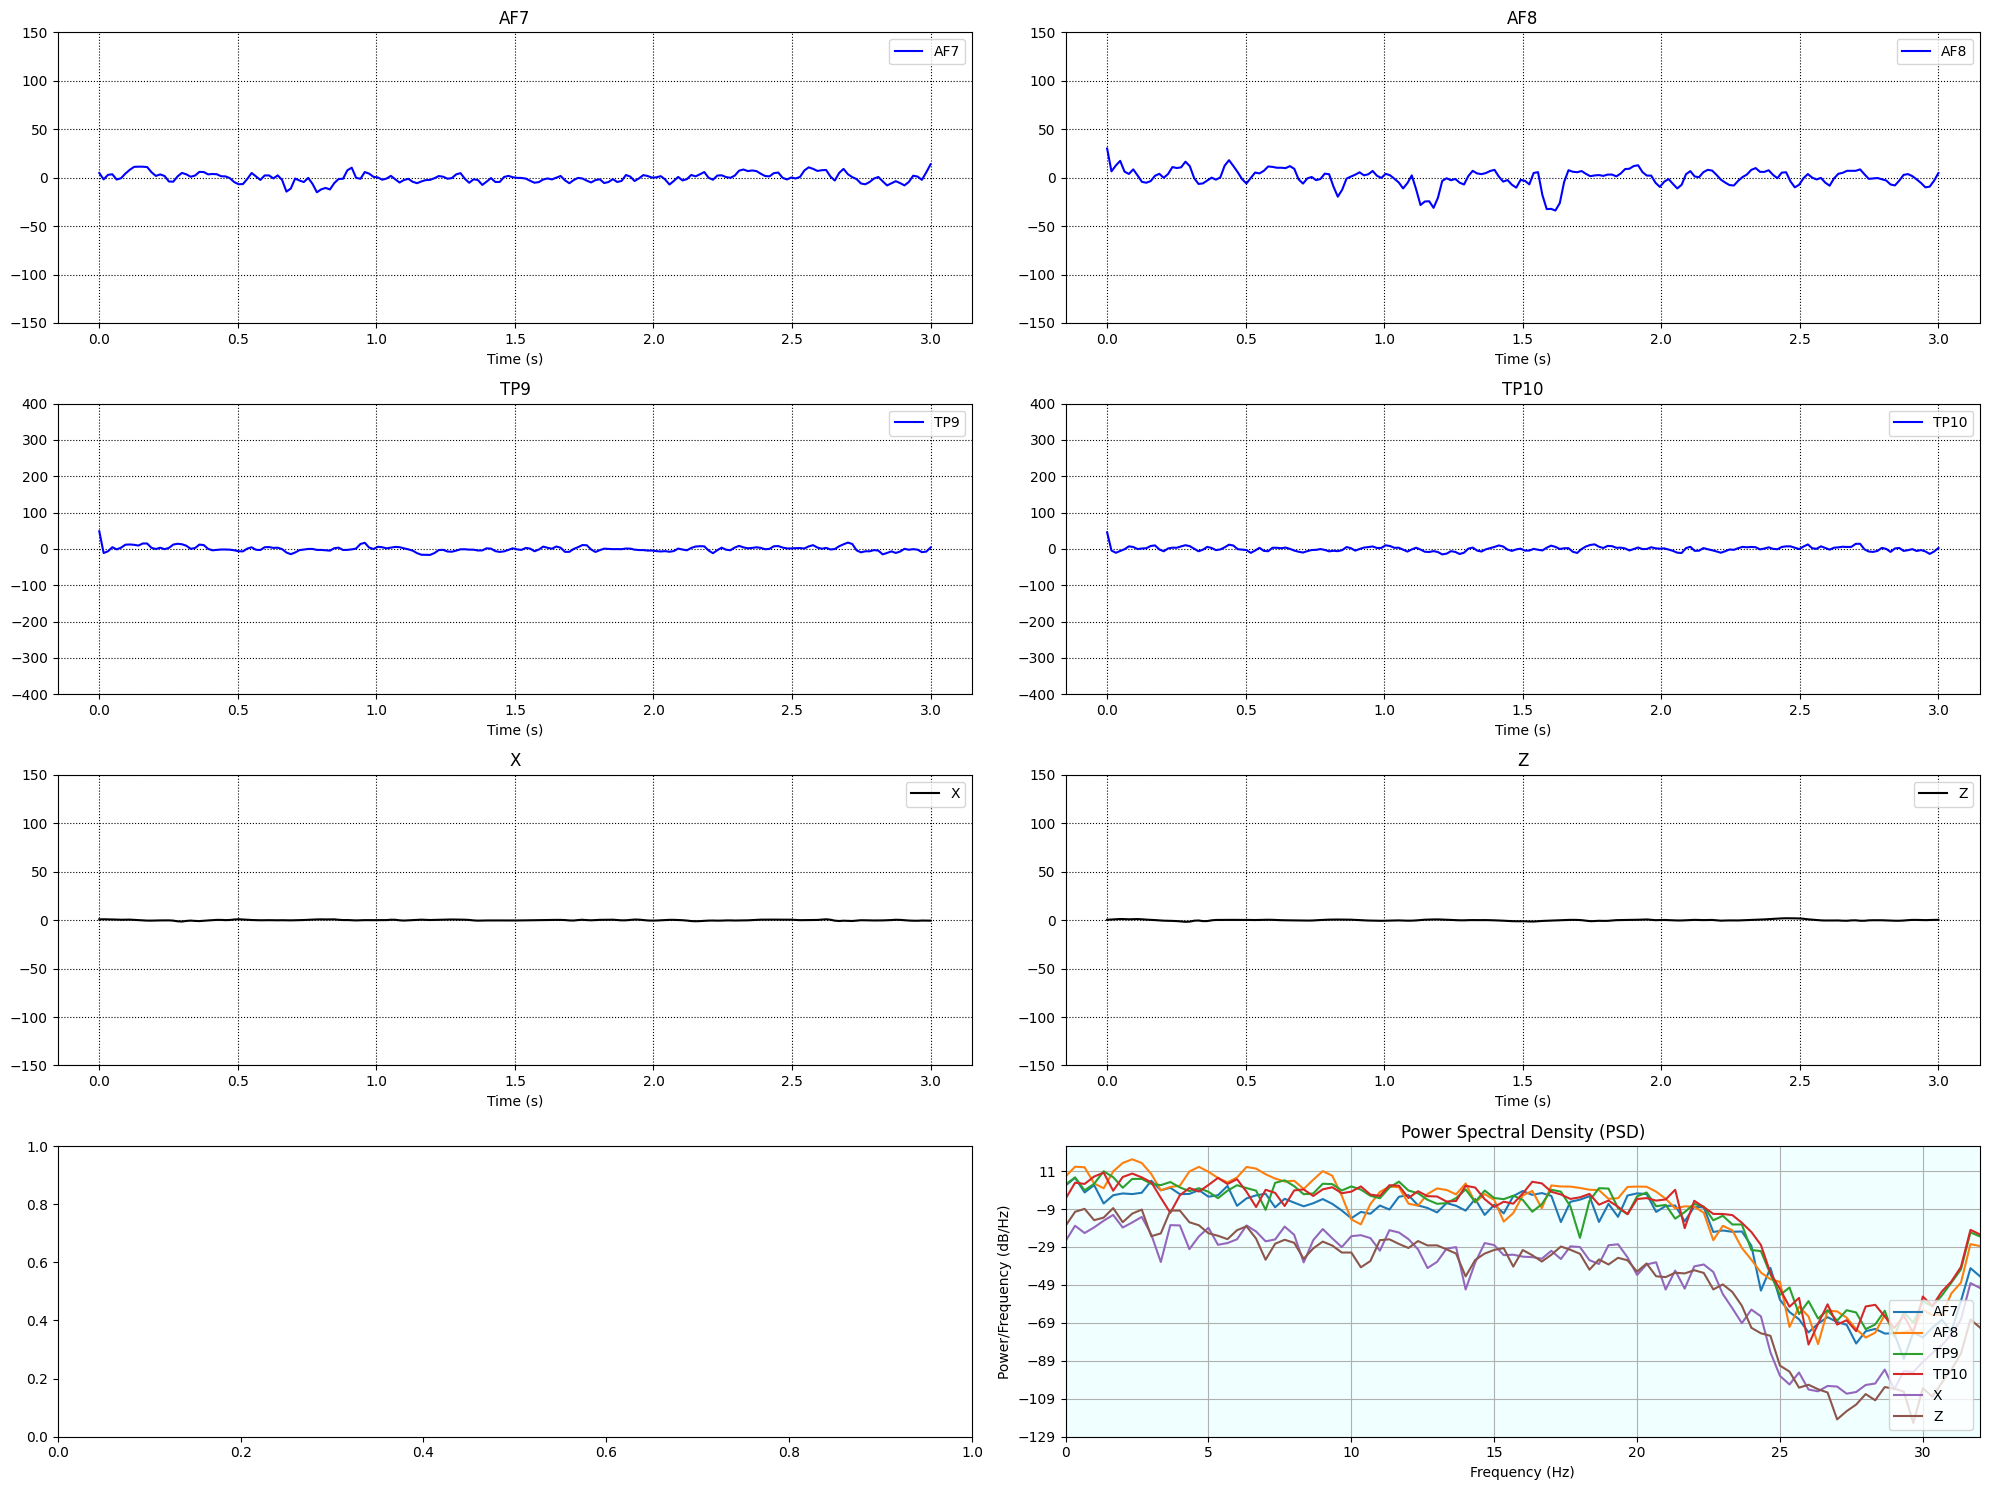 AF7
150
100
50
0
−50
−100
−150
AF7
0.0 0.5 1.0 1.5 2.0 2.5 3.0
Time (s)
AF8
150
100
50
0
−50
−100
−150
AF8
0.0 0.5 1.0 1.5 2.0 2.5 3.0
Time (s)
TP9
400
300
200
100
0
−100
−200
−300
−400
TP9
0.0 0.5 1.0 1.5 2.0 2.5 3.0
Time (s)
TP10
400
300
200
100
0
−100
−200
−300
−400
TP10
0.0 0.5 1.0 1.5 2.0 2.5 3.0
Time (s)
X
150
100
50
0
−50
−100
−150
X
0.0 0.5 1.0 1.5 2.0 2.5 3.0
Time (s)
Z
150
100
50
0
−50
−100
−150
Z
0.0 0.5 1.0 1.5 2.0 2.5 3.0
Time (s)
1.0
0.8
0.6
0.4
0.2
0.0
0.0 0.2 0.4 0.6 0.8 1.0
Power Spectral Density (PSD)
Power/Frequency (dB/Hz)
11
−9
−29
−49
−69
−89
−109
−129
AF7
AF8
TP9
TP10
X
Z
0 5 10 15 20 25 30
Frequency (Hz)